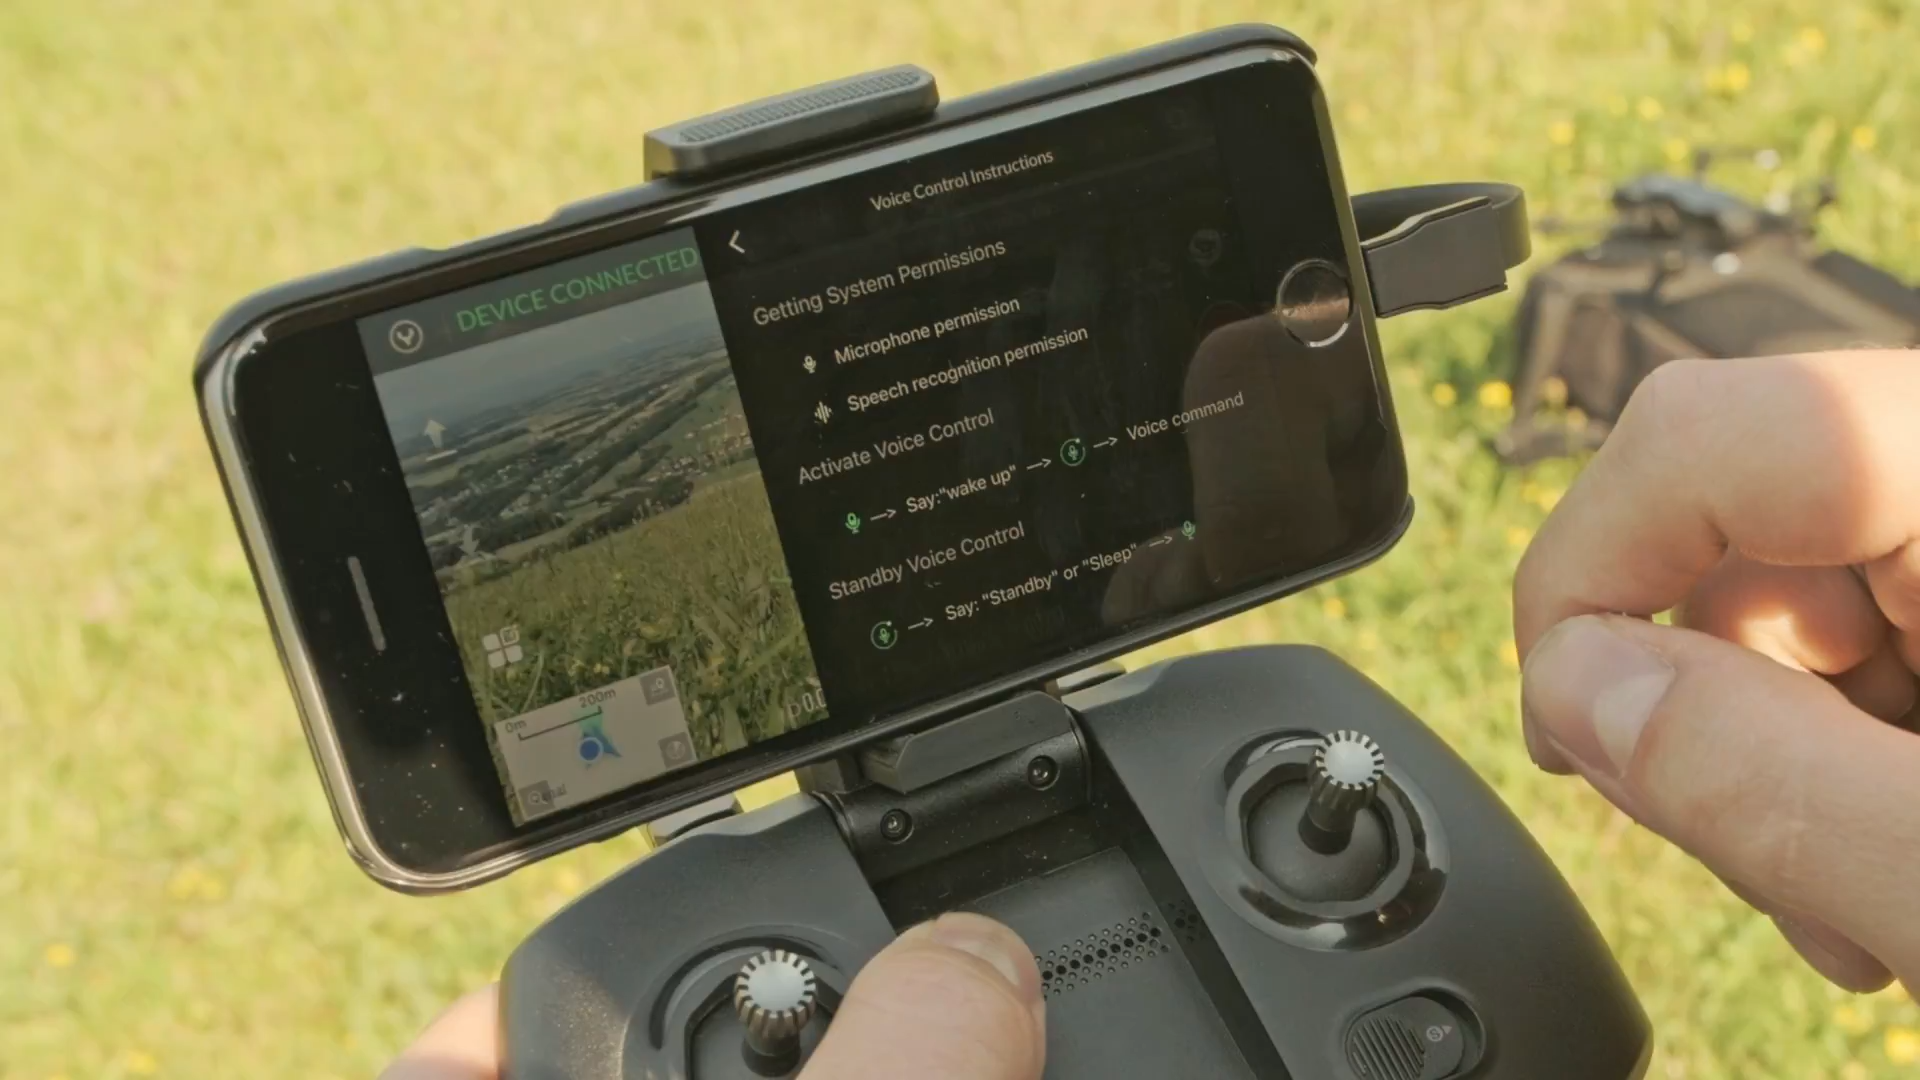 DEVICE CONNECTED
0m 200m
Voice Control Instructions
Getting System Permissions
Microphone permission
Speech recognition permission
Activate Voice Control
Say:"wake up" Voice command
Standby Voice Control
Say: "Standby" or "Sleep"